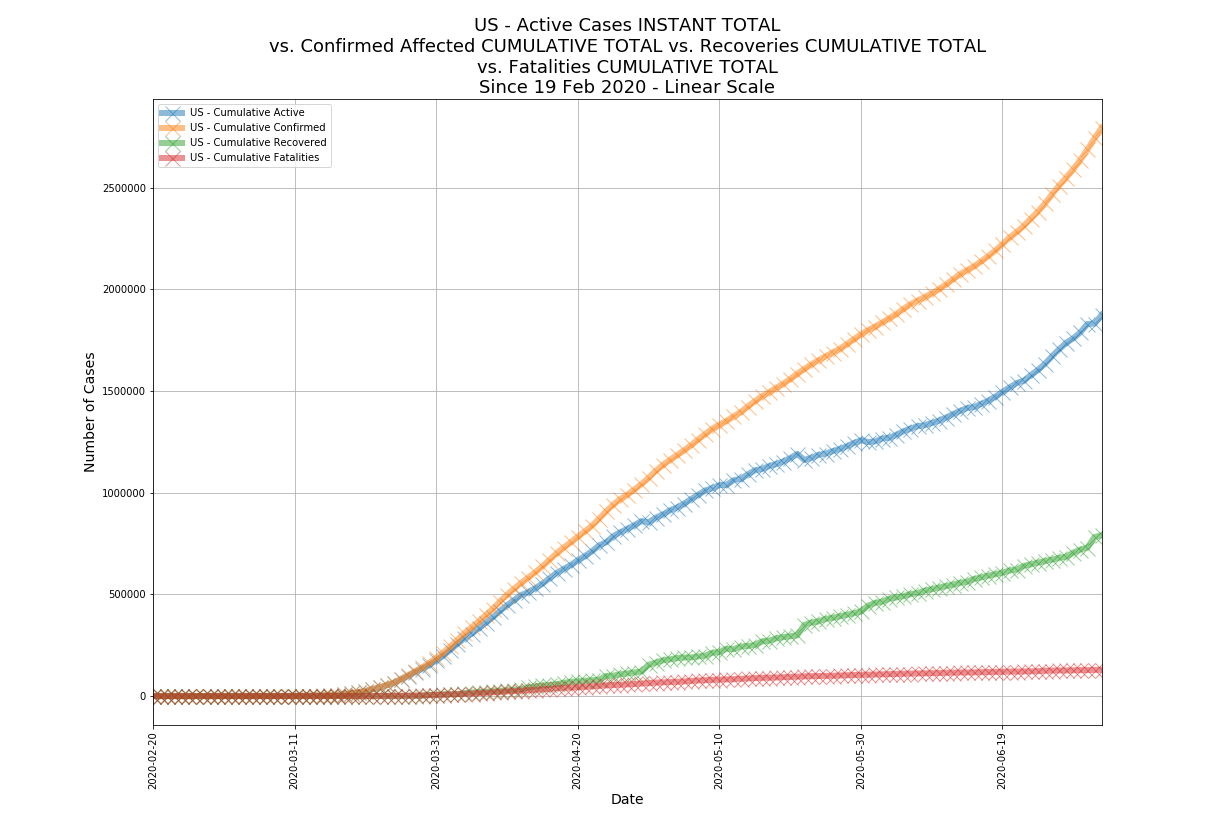 US - Active Cases INSTANT TOTAL
vs. Confirmed Affected CUMULATIVE TOTAL vs. Recoveries CUMULATIVE TOTAL
vs. Fatalities CUMULATIVE TOTAL
Since 19 Feb 2020 - Linear Scale
US - Cumulative Active
US - Cumulative Confirmed
US - Cumulative Recovered
US - Cumulative Fatalities
Number of Cases
2500000
2000000
1500000
1000000
500000
0
2020-02-20
2020-03-11
2020-03-31
2020-04-20
2020-05-10
2020-05-30
2020-06-19
Date